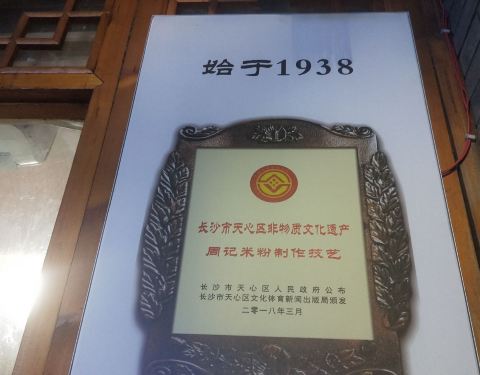 始于1938
长沙市天心区非物质文化遗产
周记米粉制作技艺
长沙市天心区人民政府公布
长沙市天心区文化体育新闻出版局颁发
二零一八年三月